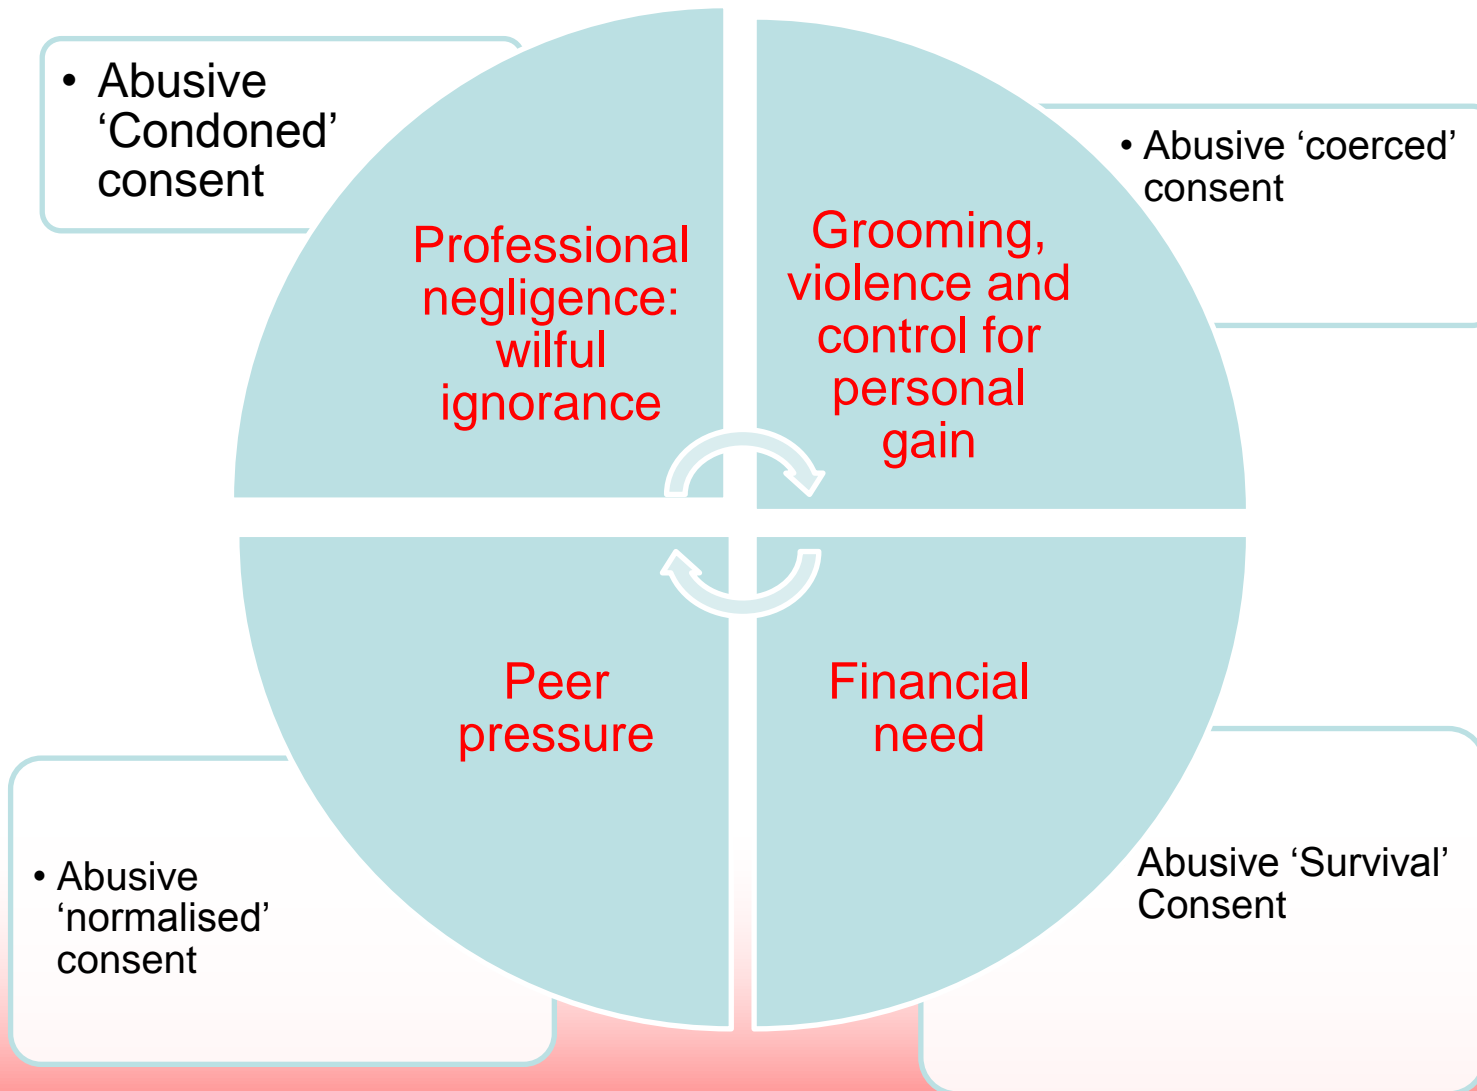 • Abusive
‘Condoned’
consent
• Abusive ‘coerced’
consent
Professional
negligence:
wilful
ignorance
Grooming,
violence and
control for
personal
gain
Peer
pressure
Financial
need
• Abusive
‘normalised’
consent
Abusive ‘Survival’
Consent